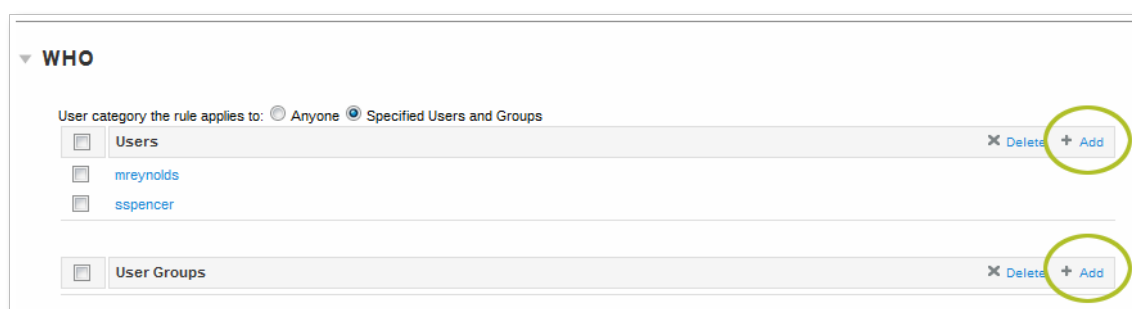 WHO
User category the rule applies to: Anyone Specified Users and Groups
Users Delete + Add
mreynolds
sspencer
User Groups Delete + Add